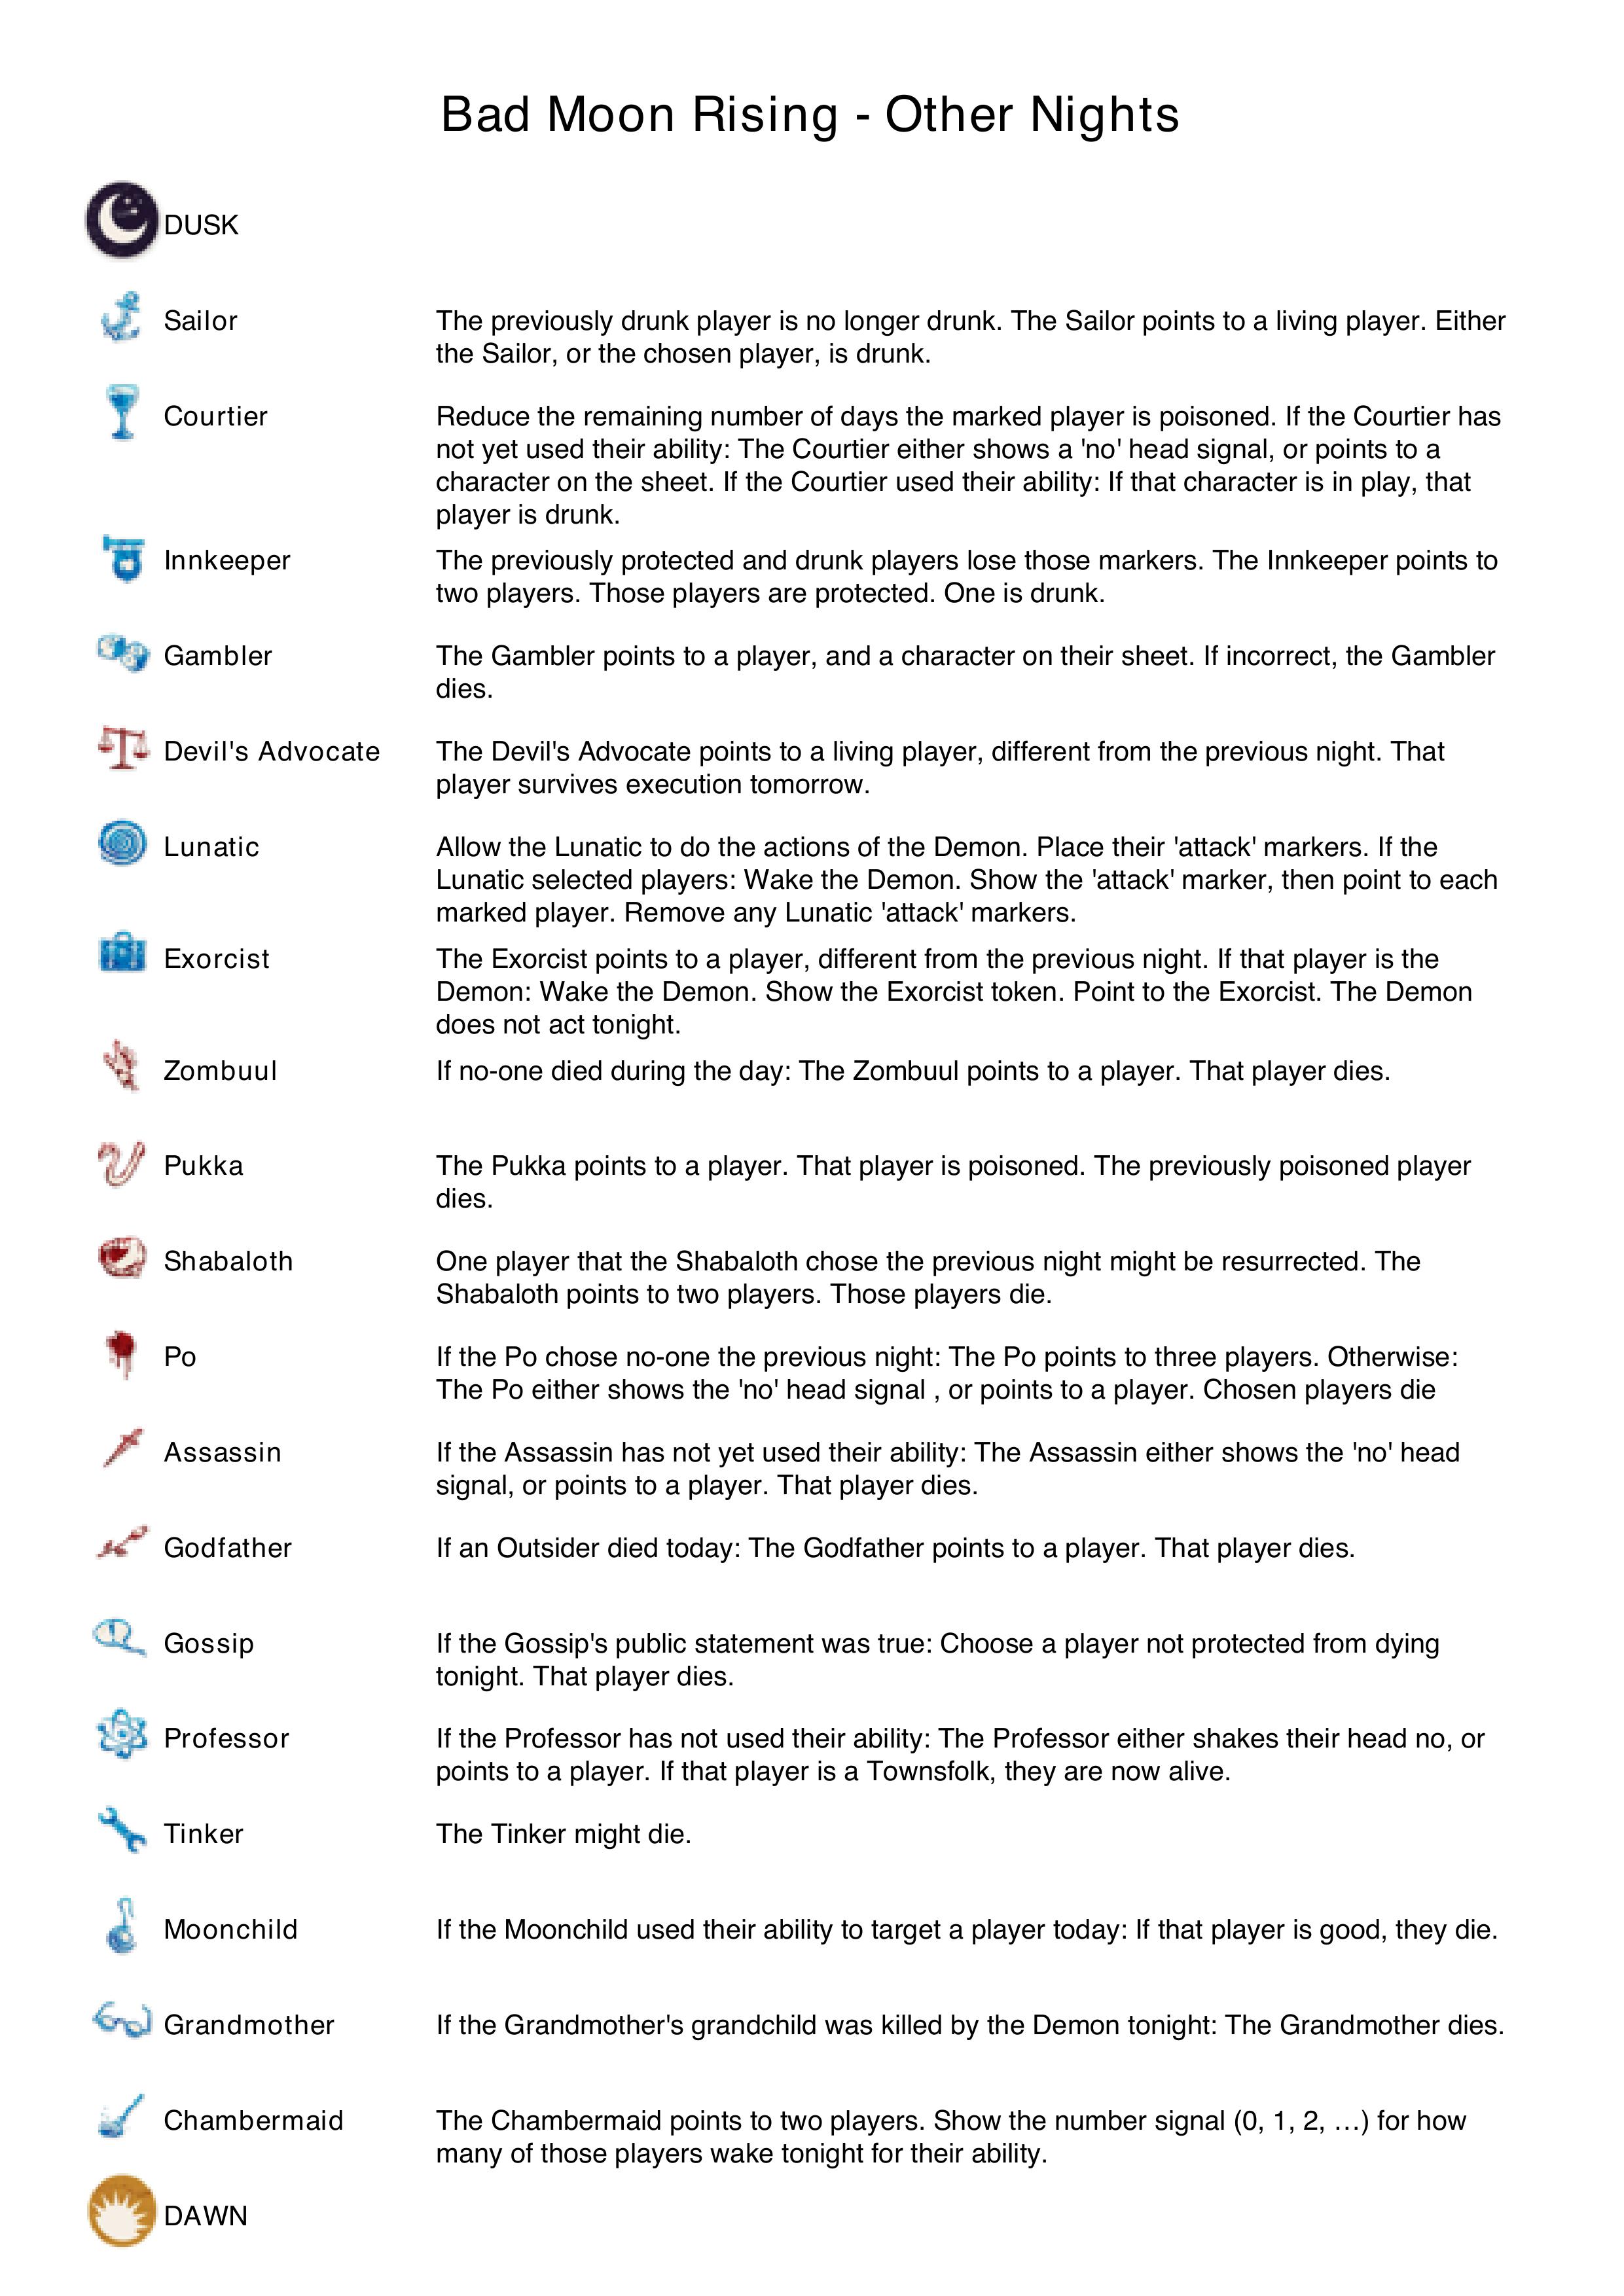 Bad Moon Rising - Other Nights
DUSK
Sailor
The previously drunk player is no longer drunk. The Sailor points to a living player. Either
the Sailor, or the chosen player, is drunk.
Courtier
Reduce the remaining number of days the marked player is poisoned. If the Courtier has
not yet used their ability: The Courtier either shows a 'no' head signal, or points to a
character on the sheet. If the Courtier used their ability: If that character is in play, that
player is drunk.
Innkeeper
The previously protected and drunk players lose those markers. The Innkeeper points to
two players. Those players are protected. One is drunk.
Gambler
The Gambler points to a player, and a character on their sheet. If incorrect, the Gambler
dies.
Devil's Advocate
The Devil's Advocate points to a living player, different from the previous night. That
player survives execution tomorrow.
Lunatic
Allow the Lunatic to do the actions of the Demon. Place their 'attack' markers. If the
Lunatic selected players: Wake the Demon. Show the 'attack' marker, then point to each
marked player. Remove any Lunatic 'attack' markers.
Exorcist
The Exorcist points to a player, different from the previous night. If that player is the
Demon: Wake the Demon. Show the Exorcist token. Point to the Exorcist. The Demon
does not act tonight.
Zombuul
If no-one died during the day: The Zombuul points to a player. That player dies.
Pukka
The Pukka points to a player. That player is poisoned. The previously poisoned player
dies.
Shabaloth
One player that the Shabaloth chose the previous night might be resurrected. The
Shabaloth points to two players. Those players die.
Po
If the Po chose no-one the previous night: The Po points to three players. Otherwise:
The Po either shows the 'no' head signal , or points to a player. Chosen players die
Assassin
If the Assassin has not yet used their ability: The Assassin either shows the 'no' head
signal, or points to a player. That player dies.
Godfather
If an Outsider died today: The Godfather points to a player. That player dies.
Gossip
If the Gossip's public statement was true: Choose a player not protected from dying
tonight. That player dies.
Professor
If the Professor has not used their ability: The Professor either shakes their head no, or
points to a player. If that player is a Townsfolk, they are now alive.
Tinker
The Tinker might die.
Moonchild
If the Moonchild used their ability to target a player today: If that player is good, they die.
Grandmother
If the Grandmother's grandchild was killed by the Demon tonight: The Grandmother dies.
Chambermaid
The Chambermaid points to two players. Show the number signal (0, 1, 2, …) for how
many of those players wake tonight for their ability.
DAWN